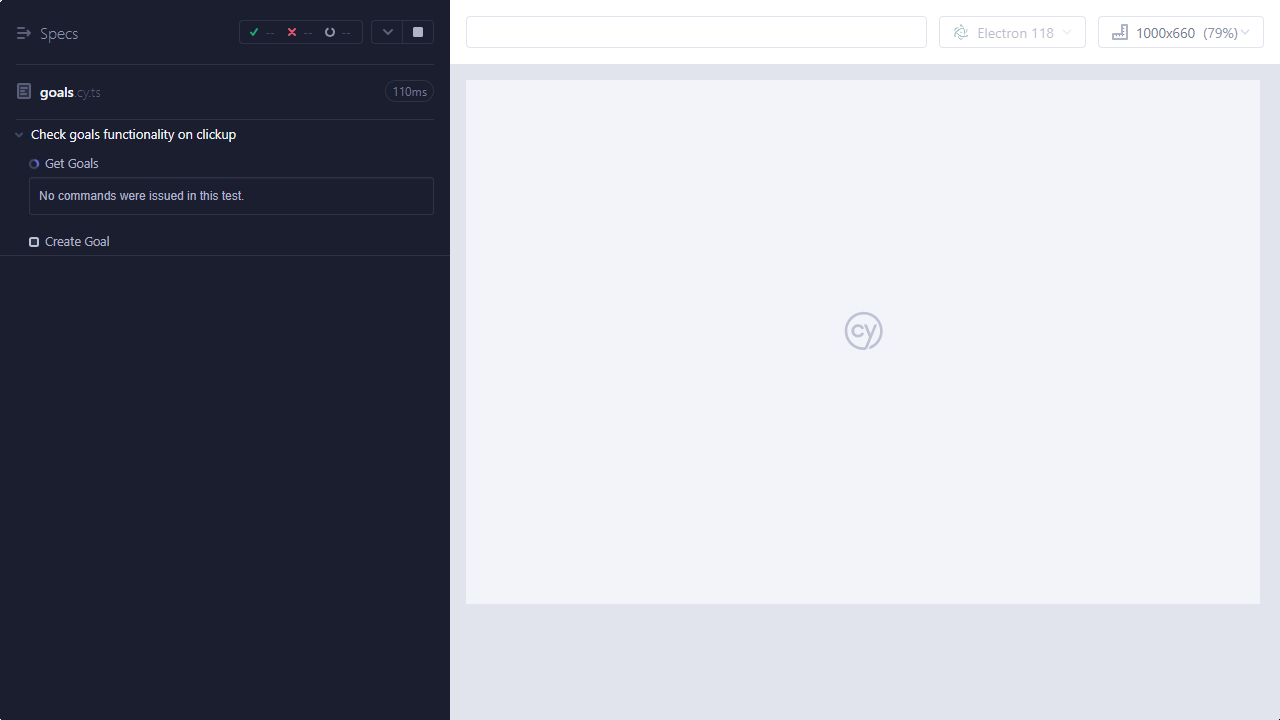 Specs
-- -- --
goals.cy.ts
110ms
Check goals functionality on clickup
Get Goals
No commands were issued in this test.
Create Goal
Electron 118
1000x660 (79%)
cy